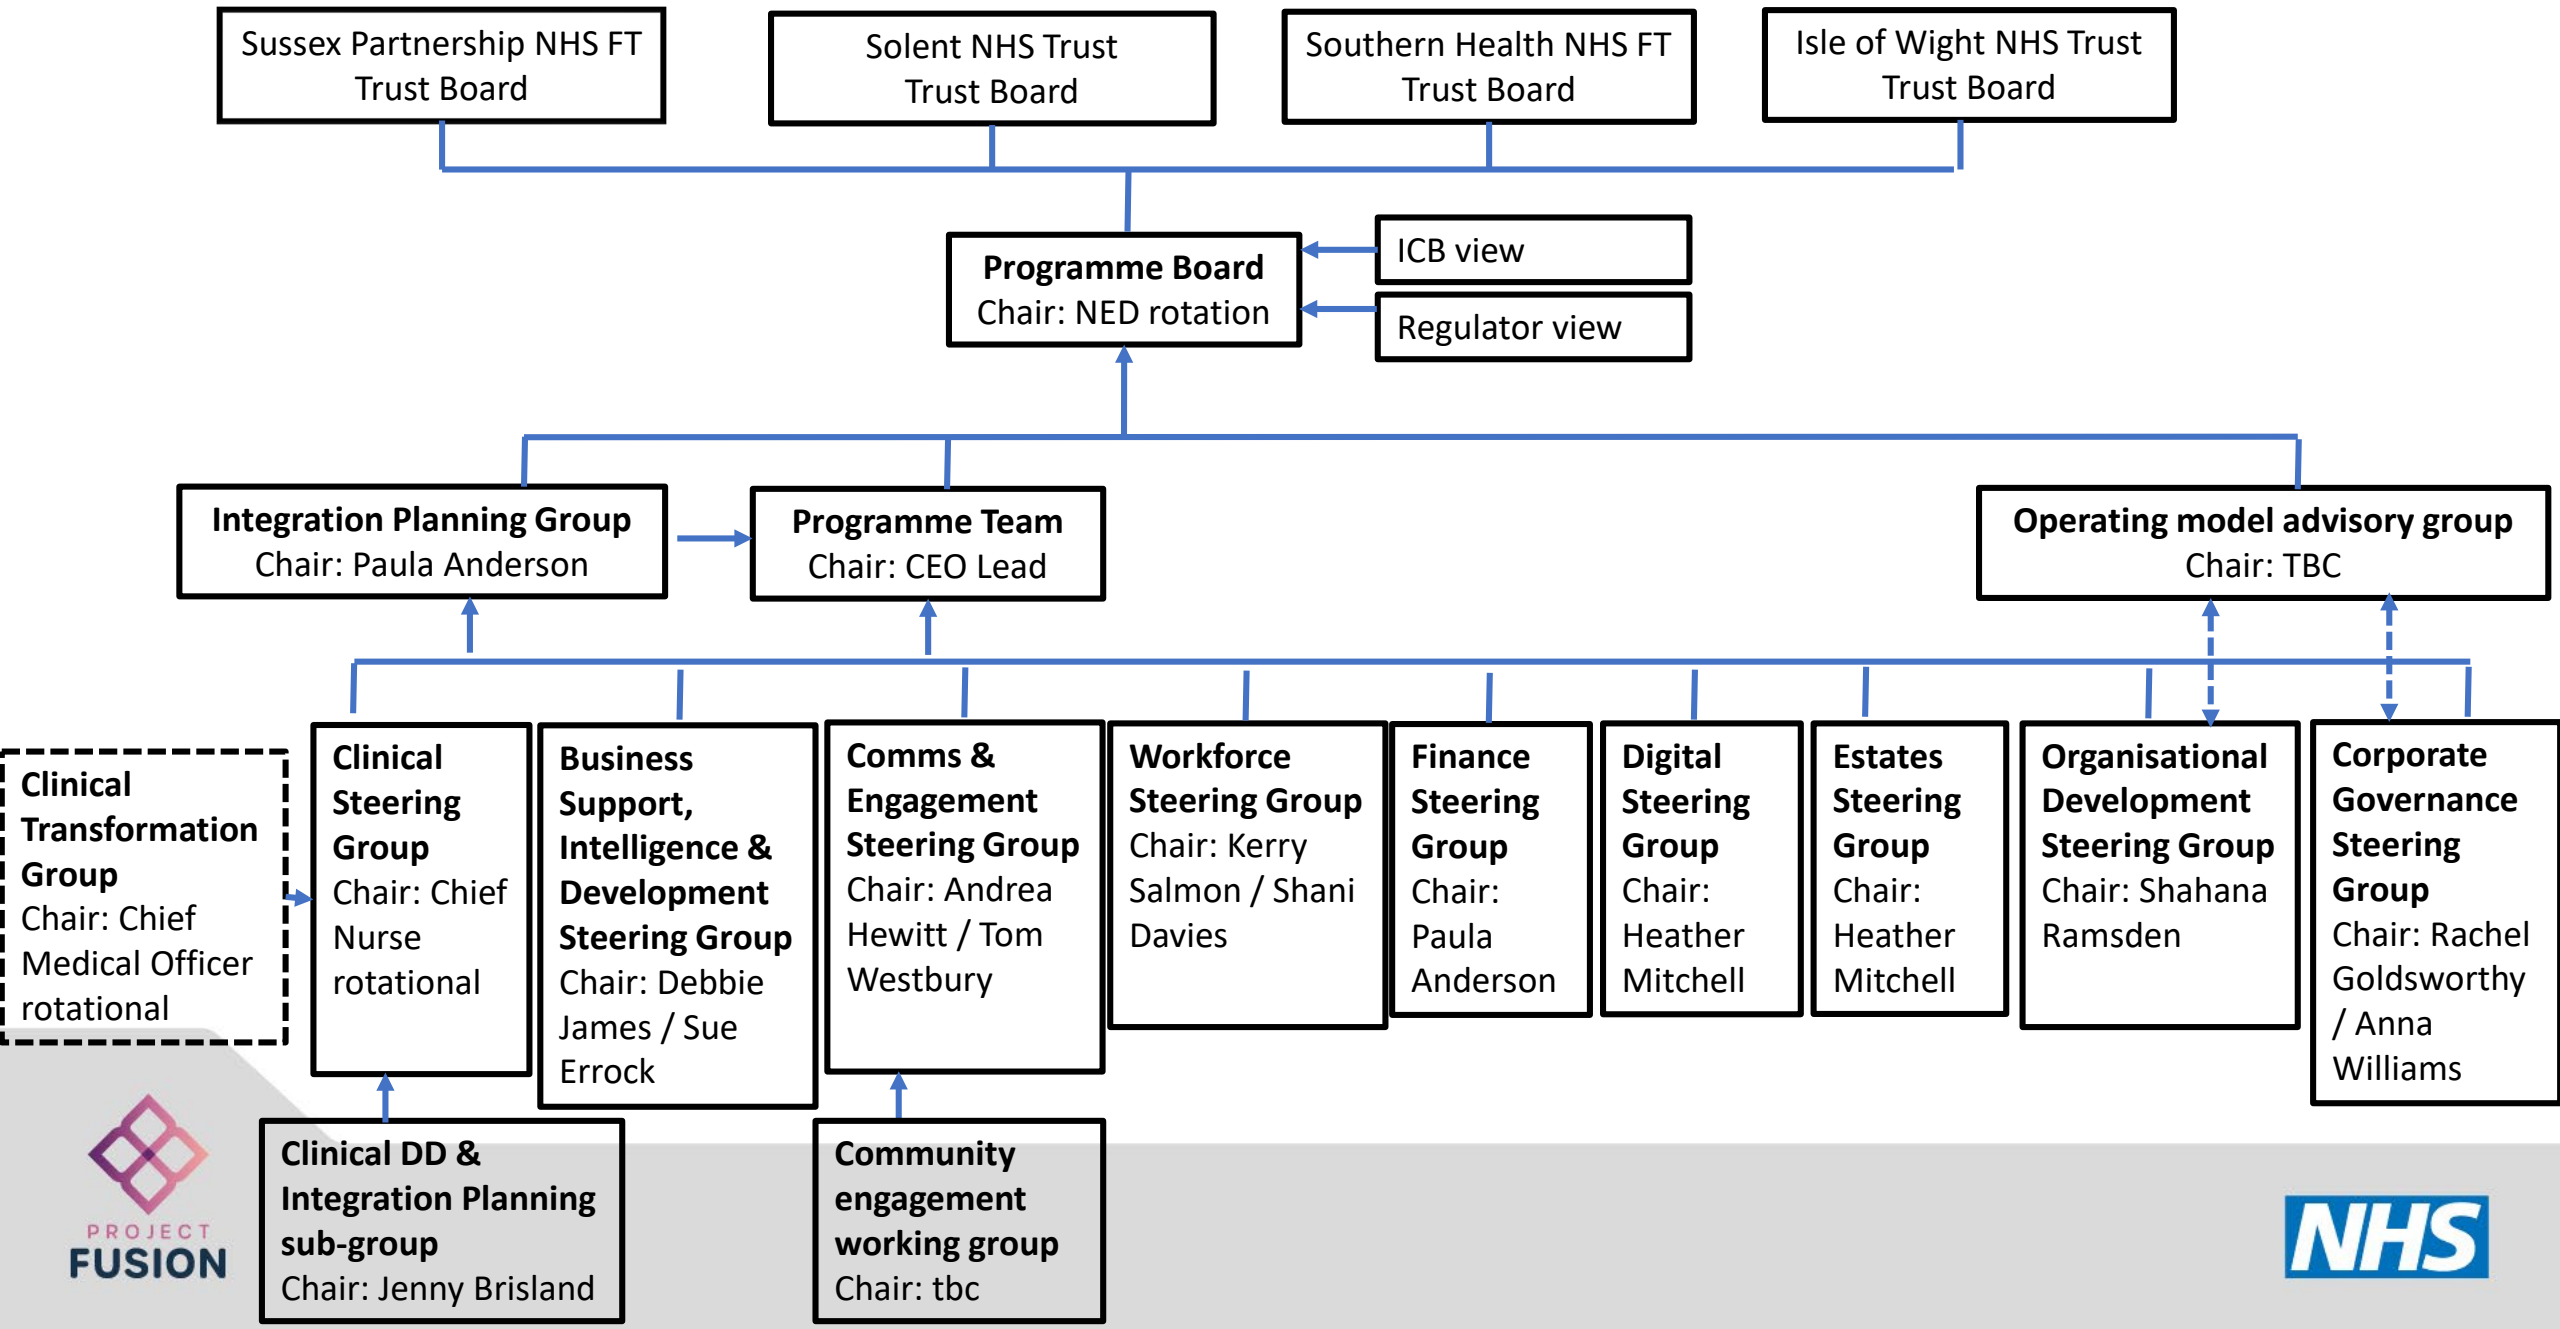 Sussex Partnership NHS FT
Trust Board
Solent NHS Trust
Trust Board
Southern Health NHS FT
Trust Board
Isle of Wight NHS Trust
Trust Board
Programme Board
Chair: NED rotation
ICB view
Regulator view
Integration Planning Group
Chair: Paula Anderson
Programme Team
Chair: CEO Lead
Operating model advisory group
Chair: TBC
Clinical
Transformation
Group
Chair: Chief
Medical Officer
rotational
Clinical
Steering
Group
Chair: Chief
Nurse
rotational
Business
Support,
Intelligence &
Development
Steering Group
Chair: Debbie
James / Sue
Errock
Comms &
Engagement
Steering Group
Chair: Andrea
Hewitt / Tom
Westbury
Workforce
Steering Group
Chair: Kerry
Salmon / Shani
Davies
Finance
Steering
Group
Chair:
Paula
Anderson
Digital
Steering
Group
Chair:
Heather
Mitchell
Estates
Steering
Group
Chair:
Heather
Mitchell
Organisational
Development
Steering Group
Chair: Shahana
Ramsden
Corporate
Governance
Steering
Group
Chair: Rachel
Goldsworthy
/ Anna
Williams
Clinical DD &
Integration Planning
sub-group
Chair: Jenny Brisland
Community
engagement
working group
Chair: tbc
PROJECT
FUSION
NHS